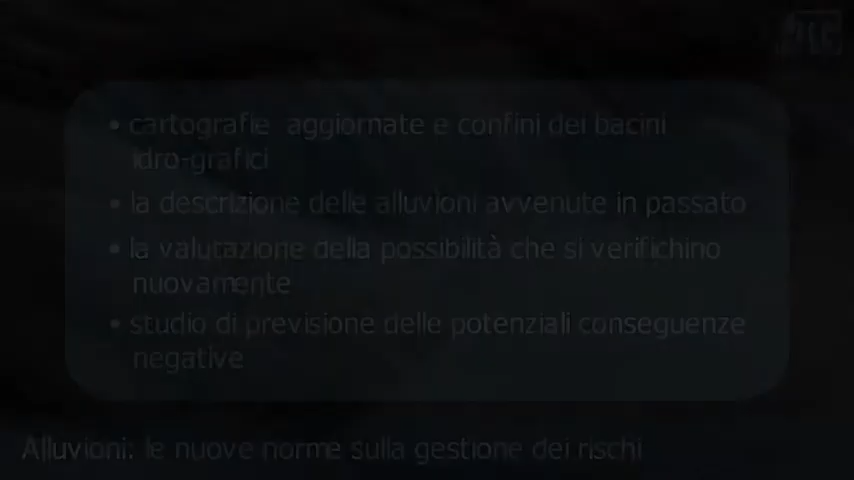 • cartografie aggiornate e confini dei bacini
idro-grafici
• la descrizione delle alluvioni avvenute in passato
• la valutazione della possibilità che si verifichino
nuovamente
• studio di previsione delle potenziali conseguenze
negative
Alluvioni: le nuove norme sulla gestione dei rischi